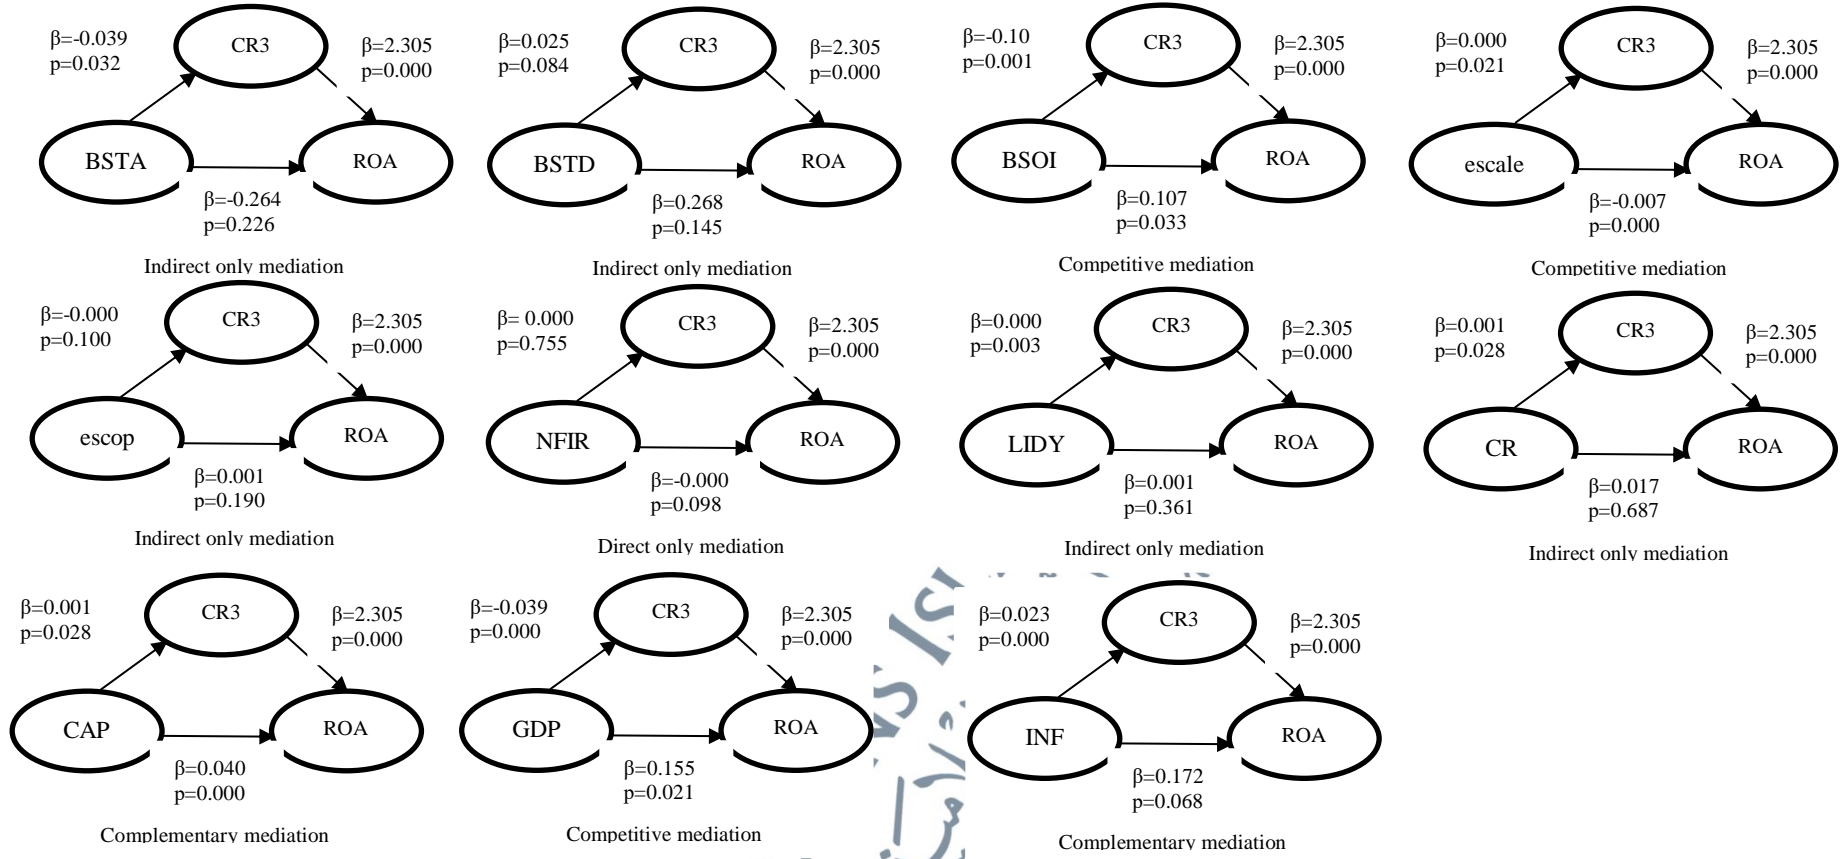 β=-0.039
p=0.032
CR3
β=2.305
p=0.000
BSTA
ROA
β=-0.264
p=0.226
Indirect only mediation
β=0.025
p=0.084
CR3
β=2.305
p=0.000
BSTD
ROA
β=0.268
p=0.145
Indirect only mediation
β=-0.10
p=0.001
CR3
β=2.305
p=0.000
BSOI
ROA
β=0.107
p=0.033
Competitive mediation
β=0.000
p=0.021
CR3
β=2.305
p=0.000
escale
ROA
β=-0.007
p=0.000
Competitive mediation
β=-0.000
p=0.100
CR3
β=2.305
p=0.000
escop
ROA
β=0.001
p=0.190
Indirect only mediation
β= 0.000
p=0.755
CR3
β=2.305
p=0.000
NFIR
ROA
β=-0.000
p=0.098
Direct only mediation
β=0.000
p=0.003
CR3
β=2.305
p=0.000
LIDY
ROA
β=0.001
p=0.361
Indirect only mediation
β=0.001
p=0.028
CR3
β=2.305
p=0.000
CR
ROA
β=0.017
p=0.687
Indirect only mediation
β=0.001
p=0.028
CR3
β=2.305
p=0.000
CAP
ROA
β=0.040
p=0.000
Complementary mediation
β=-0.039
p=0.000
CR3
β=2.305
p=0.000
GDP
ROA
β=0.155
p=0.021
Competitive mediation
β=0.023
p=0.000
CR3
β=2.305
p=0.000
INF
ROA
β=0.172
p=0.068
Complementary mediation